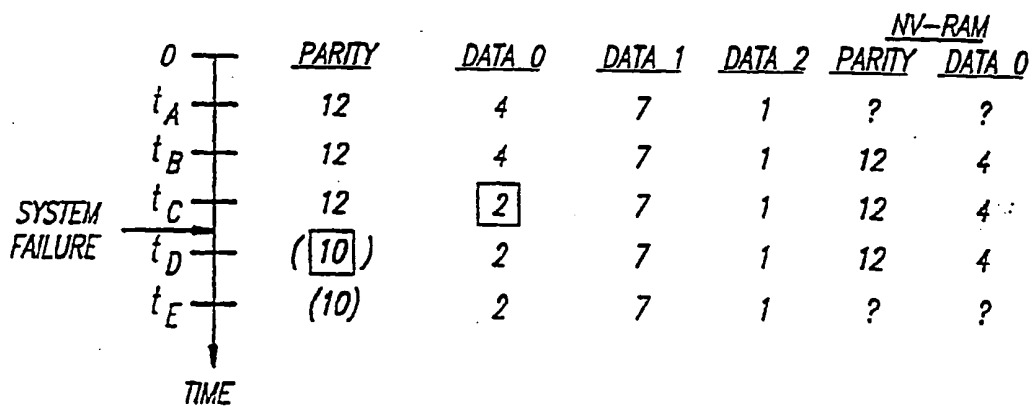 NV-RAM
0 PARITY DATA 0 DATA 1 DATA 2 PARITY DATA 0
tA 12 4 7 1 ? ?
tB 12 4 7 1 12 4
tC 12 2 7 1 12 4
SYSTEM
FAILURE
tD (10) 2 7 1 12 4
tE (10) 2 7 1 ? ?
TIME